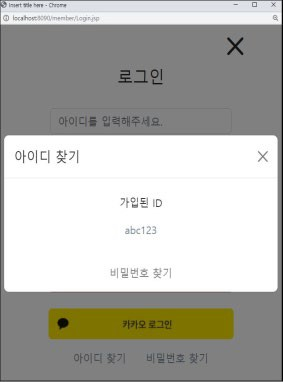 Insert title here - Chrome
localhost:8090/member/Login.jsp
로그인
아이디를 입력해주세요.
아이디 찾기
가입된 ID
abc123
비밀번호 찾기
카카오 로그인
아이디 찾기 비밀번호 찾기